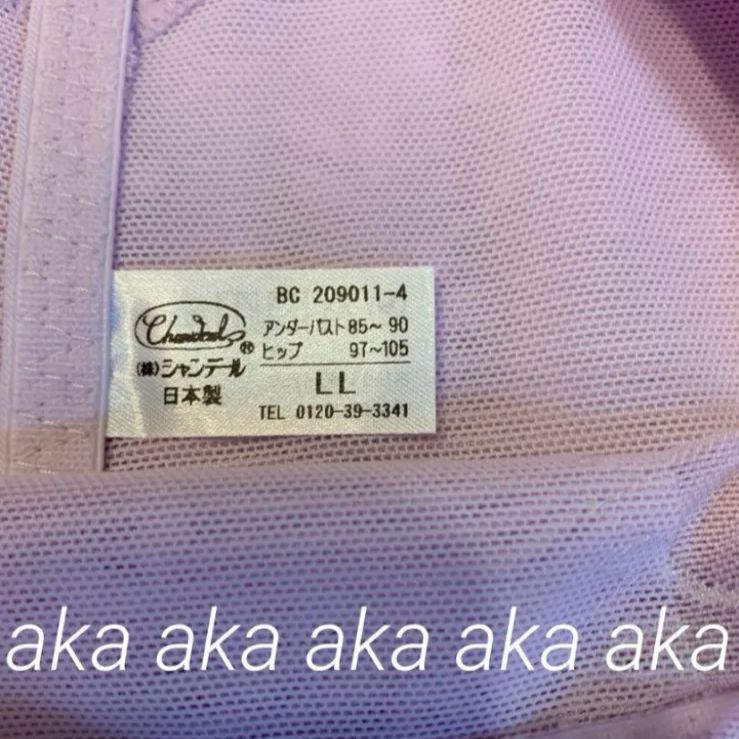 BC 209011-4
Chandeal
®
(株)シャンデール
日本製
アンダーバスト85~90
ヒップ 97~105
LL
TEL 0120-39-3341
aka aka aka aka aka